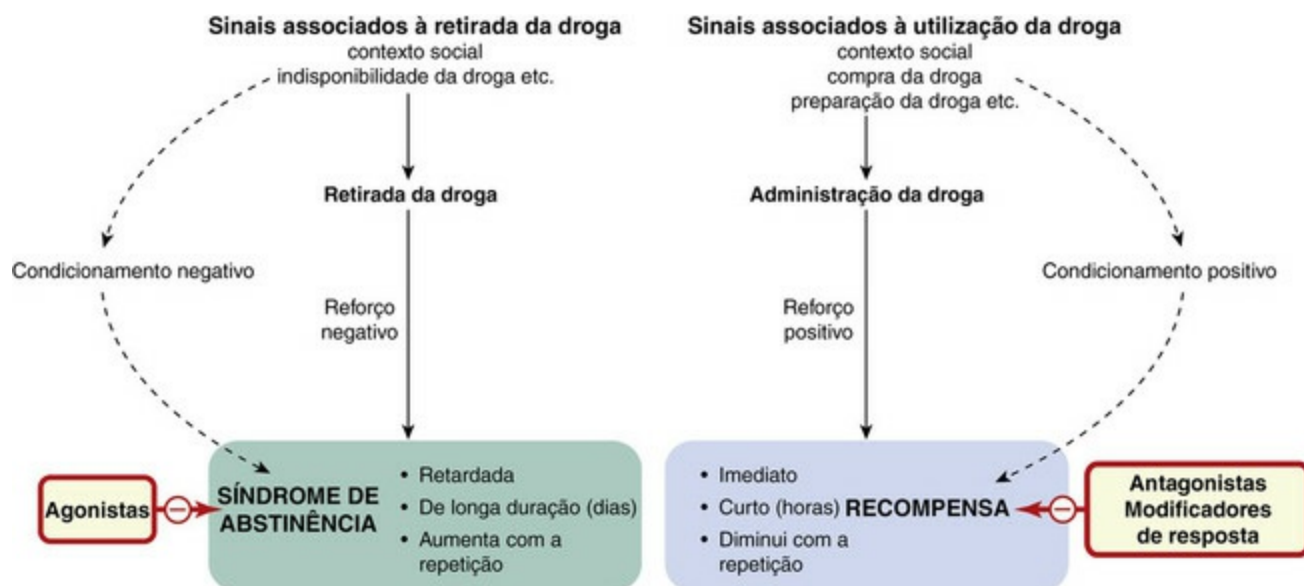 Sinais associados à retirada da droga
contexto social
indisponibilidade da droga etc.
Sinais associados à utilização da droga
contexto social
compra da droga
preparação da droga etc.
Retirada da droga
Administração da droga
Condicionamento negativo
Condicionamento positivo
Reforço
negativo
Reforço
positivo
Agonistas
SÍNDROME DE
ABSTINÊNCIA
• Retardada
• De longa duração (dias)
• Aumenta com a
repetição
• Imediato
• Curto (horas)
• Diminui com a
repetição
RECOMPENSA
Antagonistas
Modificadores
de resposta